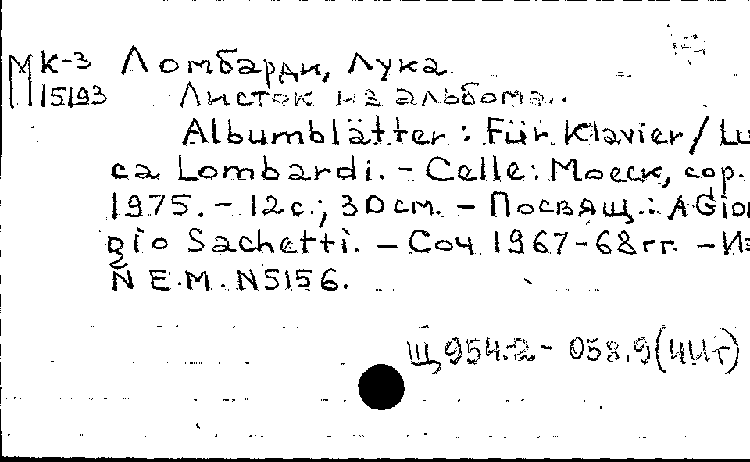 МК-3 Ломбарди, Лука
15193 Листок из альбома..
Albumblätter : Für Klavier / Lu
ca Lombardi. - Celle: Moeck, cop.
1975. - 12 с.; 30 см. - Посвящ.: A Gior
gio Sachetti. - Соч 1967-68 гг. - Из
N E.M. N5156.
Щ954.2- 058.9(4Ит)